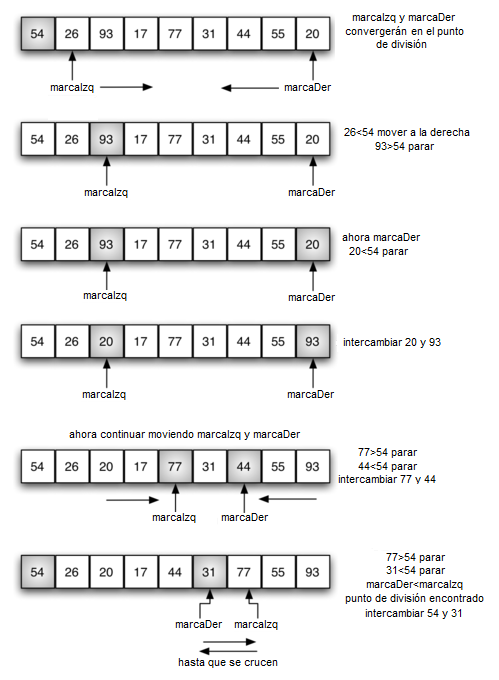 54 26 93 17 77 31 44 55 20
marcaIzq y marcaDer
convergerán en el punto
de división
marcaIzq
marcaDer
54 26 93 17 77 31 44 55 20
26<54 mover a la derecha
93>54 parar
marcaIzq
marcaDer
54 26 93 17 77 31 44 55 20
ahora marcaDer
20<54 parar
marcaIzq
marcaDer
54 26 20 17 77 31 44 55 93
intercambiar 20 y 93
marcaIzq
marcaDer
ahora continuar moviendo marcaIzq y marcaDer
54 26 20 17 77 31 44 55 93
77>54 parar
44<54 parar
intercambiar 77 y 44
marcaIzq
marcaDer
54 26 20 17 44 31 77 55 93
77>54 parar
31<54 parar
marcaDer<marcaIzq
punto de división encontrado
intercambiar 54 y 31
marcaDer
marcaIzq
hasta que se crucen